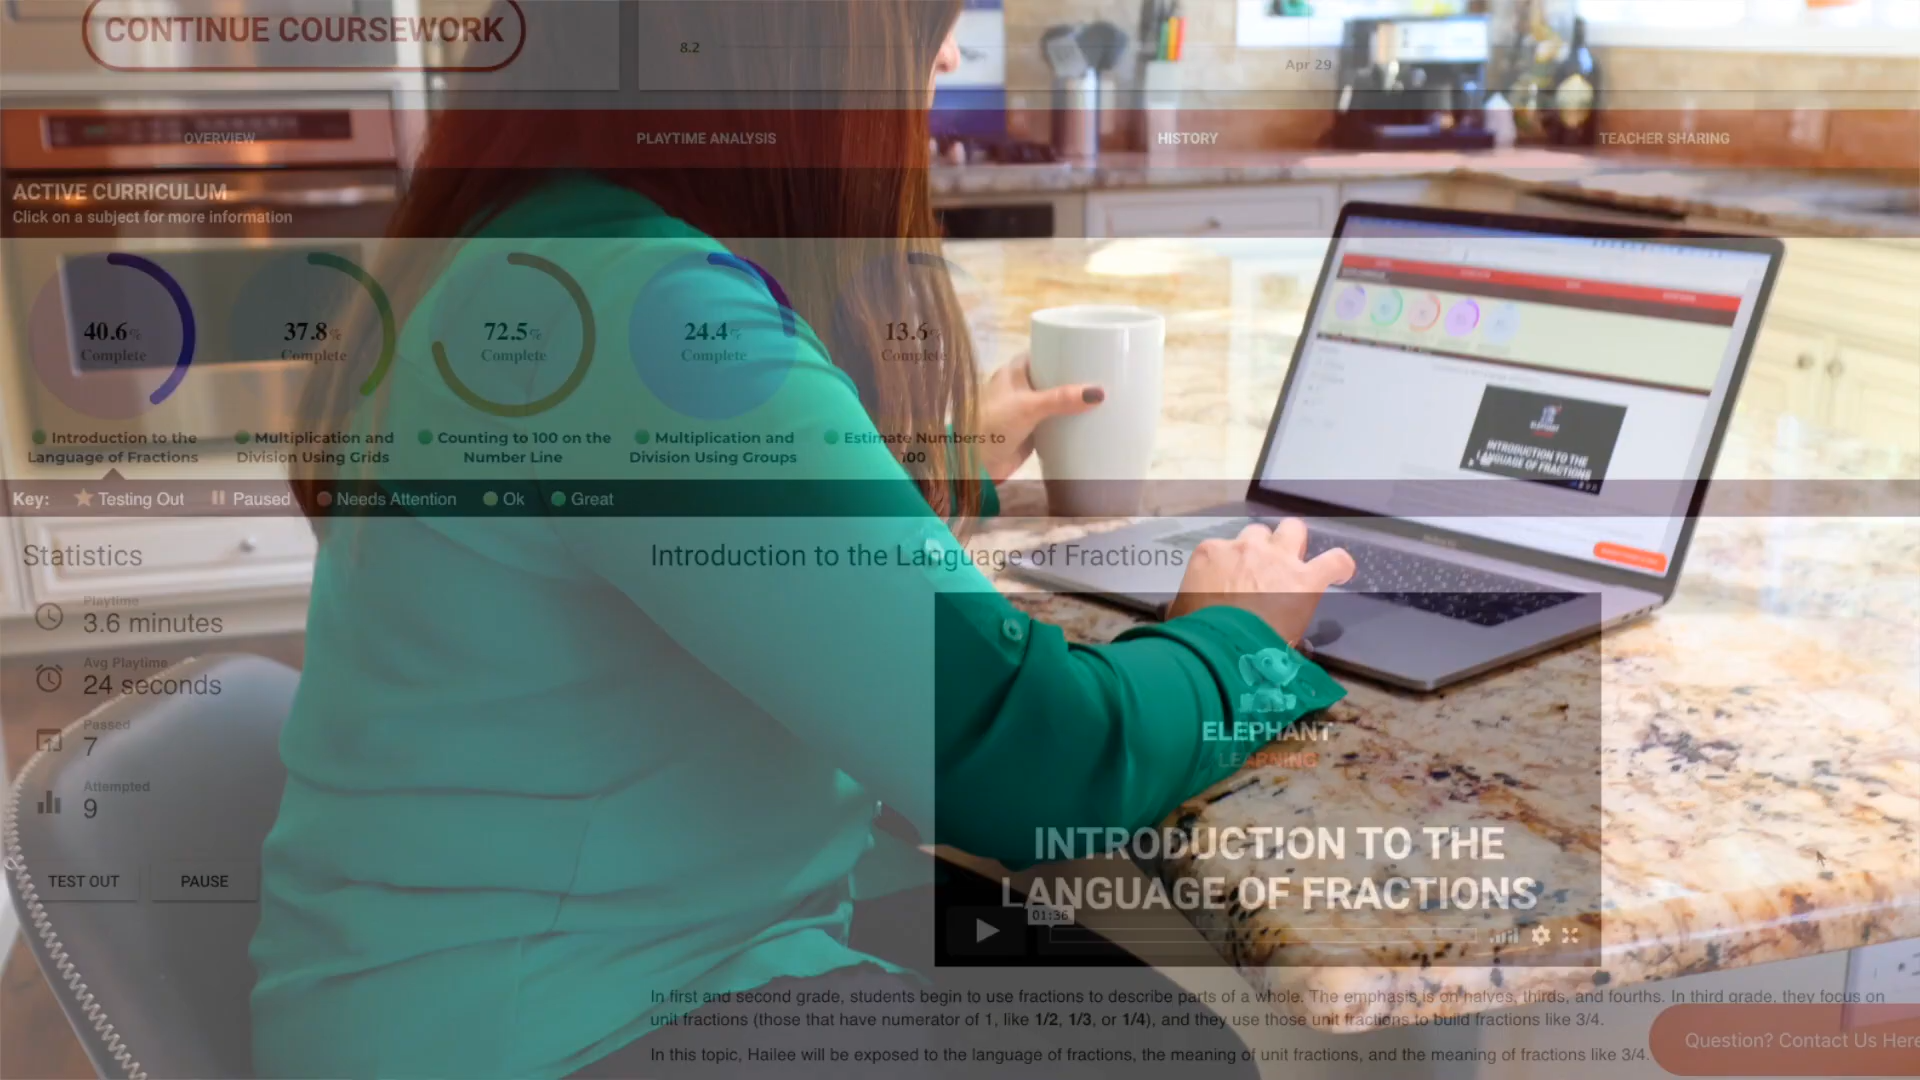 CONTINUE COURSEWORK
8.2
Apr 29
OVERVIEW
PLAYTIME ANALYSIS
HISTORY
TEACHER SHARING
ACTIVE CURRICULUM
Click on a subject for more information
40.6%
Complete
37.8%
Complete
72.5%
Complete
24.4%
Complete
13.6%
Complete
Introduction to the
Language of Fractions
Multiplication and
Division Using Grids
Counting to 100 on the
Number Line
Multiplication and
Division Using Groups
Estimate Numbers to
100
Key: Testing Out Paused Needs Attention Ok Great
Statistics
Playtime
3.6 minutes
Avg Playtime
24 seconds
Passed
7
Attempted
9
TEST OUT
PAUSE
Introduction to the Language of Fractions
ELEPHANT
INTRODUCTION TO THE
LANGUAGE OF FRACTIONS
ELEPHANT
LEARNING
INTRODUCTION TO THE
LANGUAGE OF FRACTIONS
01:36
In first and second grade, students begin to use fractions to describe parts of a whole. The emphasis is on halves, thirds, and fourths. In third grade, they focus on
unit fractions (those that have numerator of 1, like 1/2, 1/3, or 1/4), and they use those unit fractions to build fractions like 3/4.
In this topic, Hailee will be exposed to the language of fractions, the meaning of unit fractions, and the meaning of fractions like 3/4.
Question? Contact Us Here